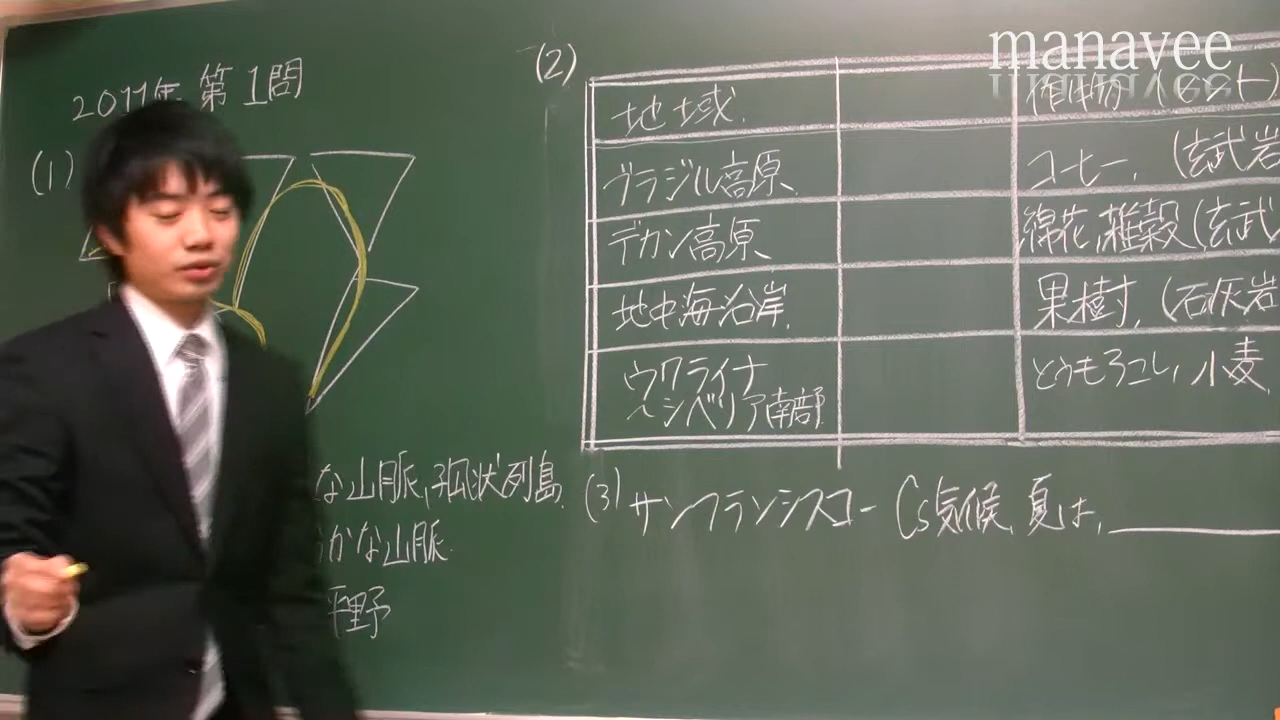 manavee
2011年 第1問
(1)
な山脈, 弧状列島.
かな山脈.
平野
(2)
地域. 作物 (ヒント)
ブラジル高原. コーヒー. (玄武岩
デカン高原 綿花, 雑穀 (玄武
地中海沿岸. 果樹, (石灰岩
ウクライナ とうもろこし, 小麦,
〜シベリア南部.
(3) サンフランシスコ- Cs気候, 夏は,